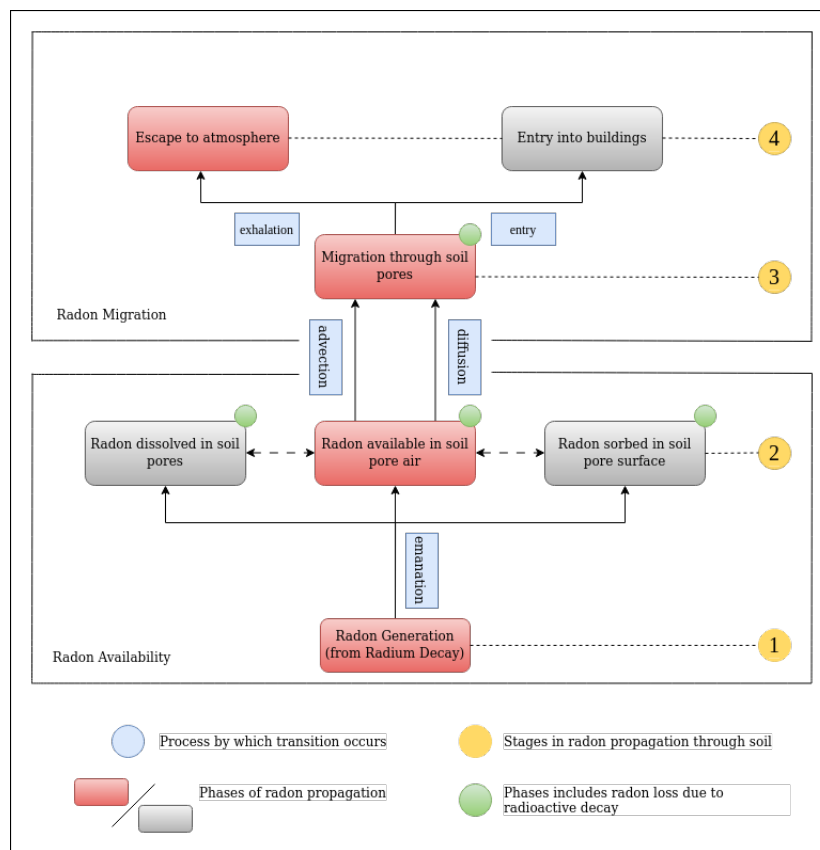 Escape to atmosphere
Entry into buildings
4
exhalation
entry
Migration through soil
pores
3
Radon Migration
advection
diffusion
Radon dissolved in soil
pores
Radon available in soil
pore air
Radon sorbed in soil
pore surface
2
emanation
Radon Generation
(from Radium Decay)
1
Radon Availability
Process by which transition occurs
Stages in radon propagation through soil
Phases of radon propagation
Phases includes radon loss due to
radioactive decay